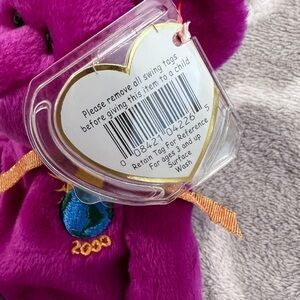 Please remove all swing tags
before giving this item to a child
0 08421 04226 5
Retain Tag For Reference
For ages 3 and up
Surface
Wash
2000